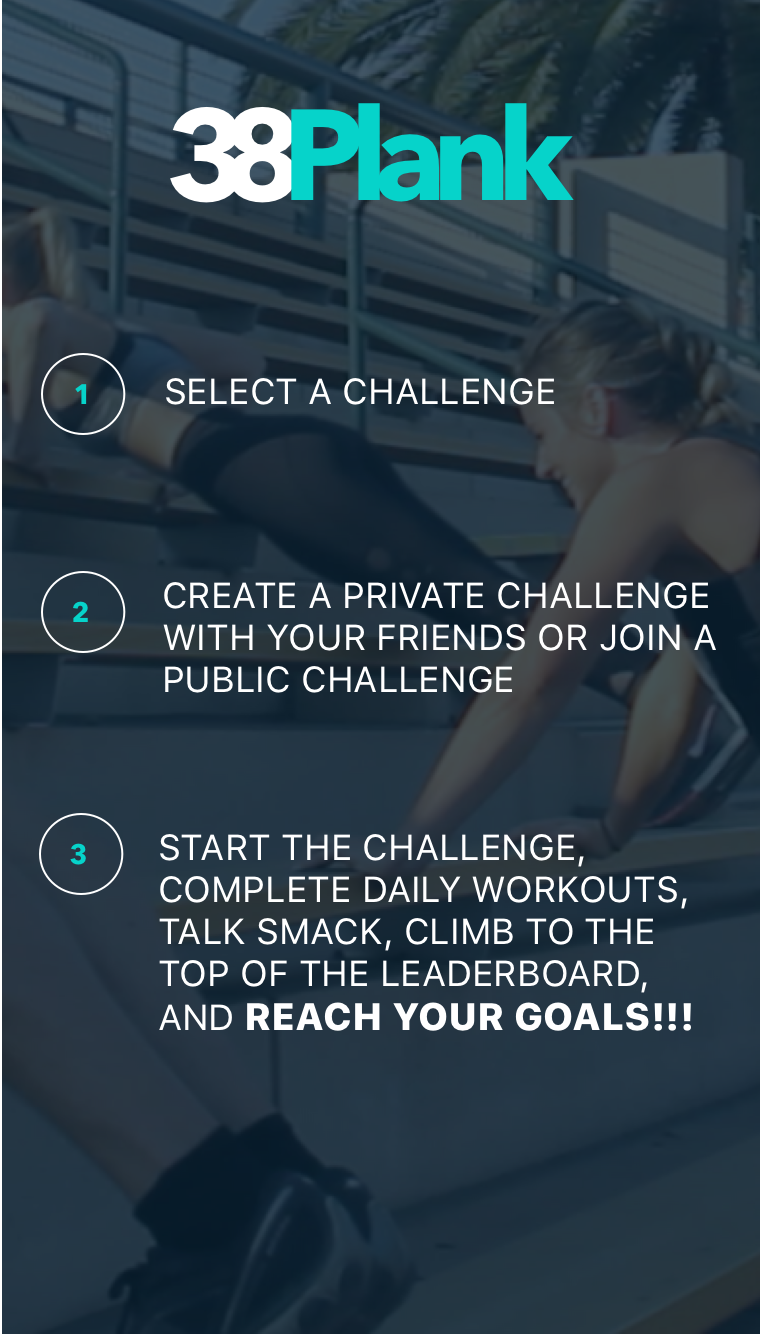 38Plank
1
SELECT A CHALLENGE
2
CREATE A PRIVATE CHALLENGE
WITH YOUR FRIENDS OR JOIN A
PUBLIC CHALLENGE
3
START THE CHALLENGE,
COMPLETE DAILY WORKOUTS,
TALK SMACK, CLIMB TO THE
TOP OF THE LEADERBOARD,
AND REACH YOUR GOALS!!!